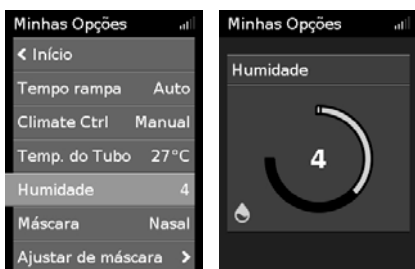 Minhas Opções
< Início
Tempo rampa Auto
Climate Ctrl Manual
Temp. do Tubo 27°C
Humidade 4
Máscara Nasal
Ajustar de máscara >
Minhas Opções
Humidade
4